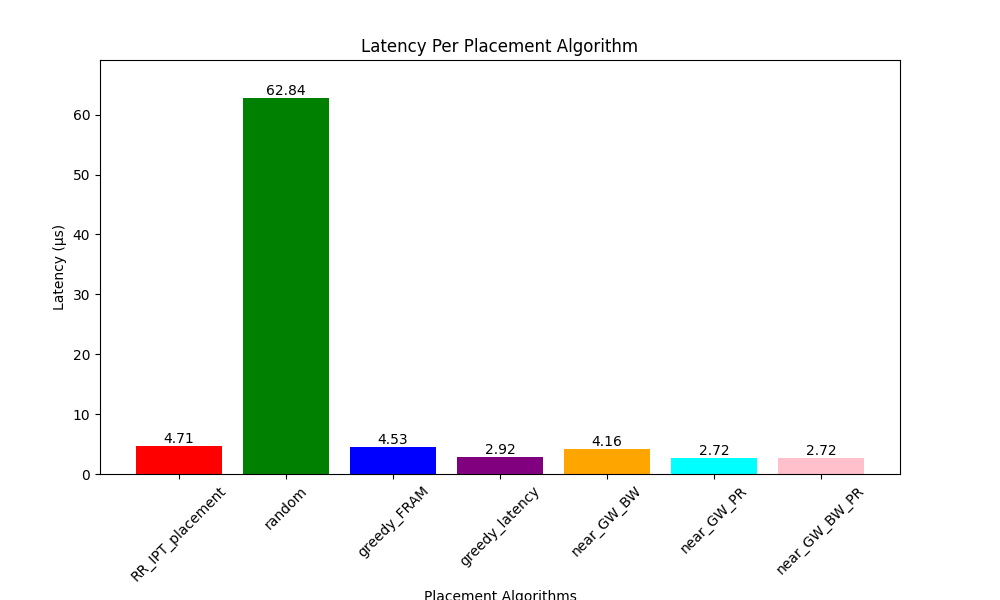 Latency Per Placement Algorithm
Latency (µs)
60
50
40
30
20
10
0
4.71
62.84
4.53
2.92
4.16
2.72
2.72
RR_IPT_placement
random
greedy_FRAM
greedy_latency
near_GW_BW
near_GW_PR
near_GW_BW_PR
Placement Algorithms